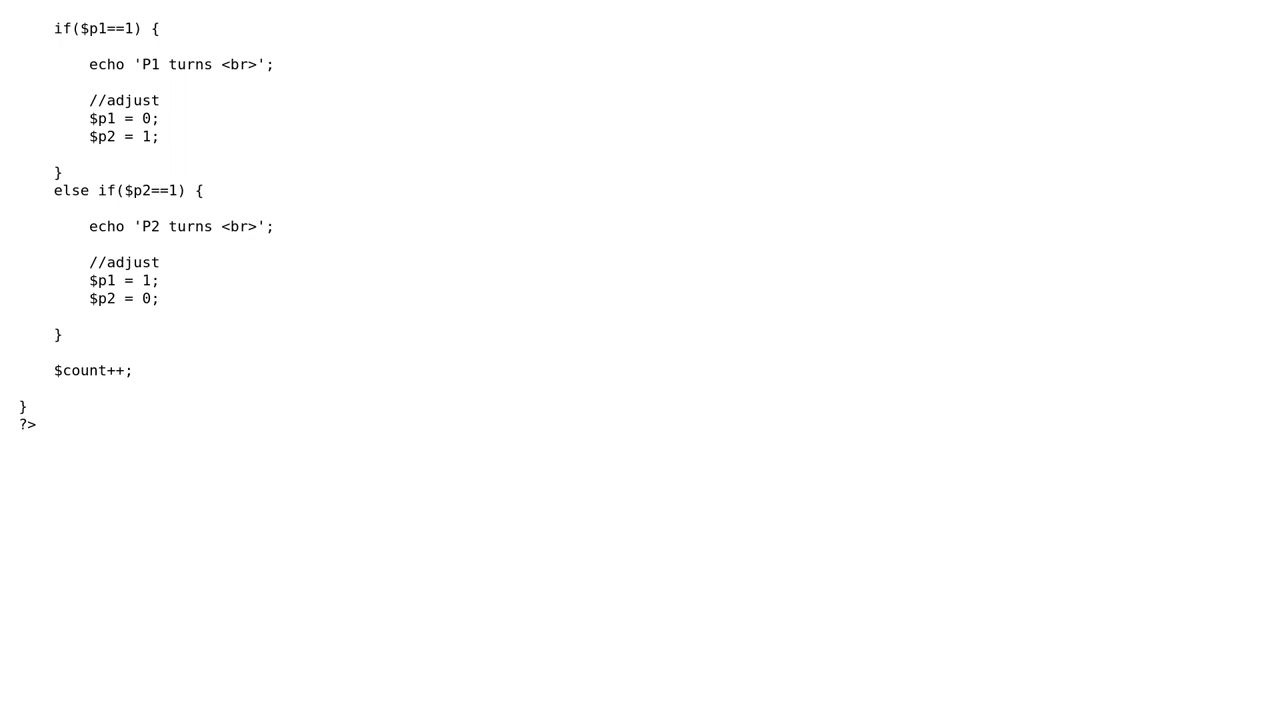 if($p1==1) {

        echo 'P1 turns <br>';

        //adjust
        $p1 = 0;
        $p2 = 1;

    }
    else if($p2==1) {

        echo 'P2 turns <br>';

        //adjust
        $p1 = 1;
        $p2 = 0;

    }

    $count++;

}
?>